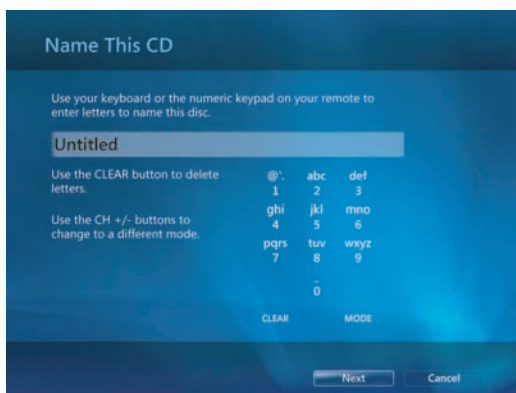 Name This CD
Use your keyboard or the numeric keypad on your remote to
enter letters to name this disc.
Untitled
Use the CLEAR button to delete
letters.
Use the CH +/- buttons to
change to a different mode.
@'. abc def
1 2 3
ghi jkl mno
4 5 6
pqrs tuv wxyz
7 8 9
_
0
CLEAR MODE
Next Cancel